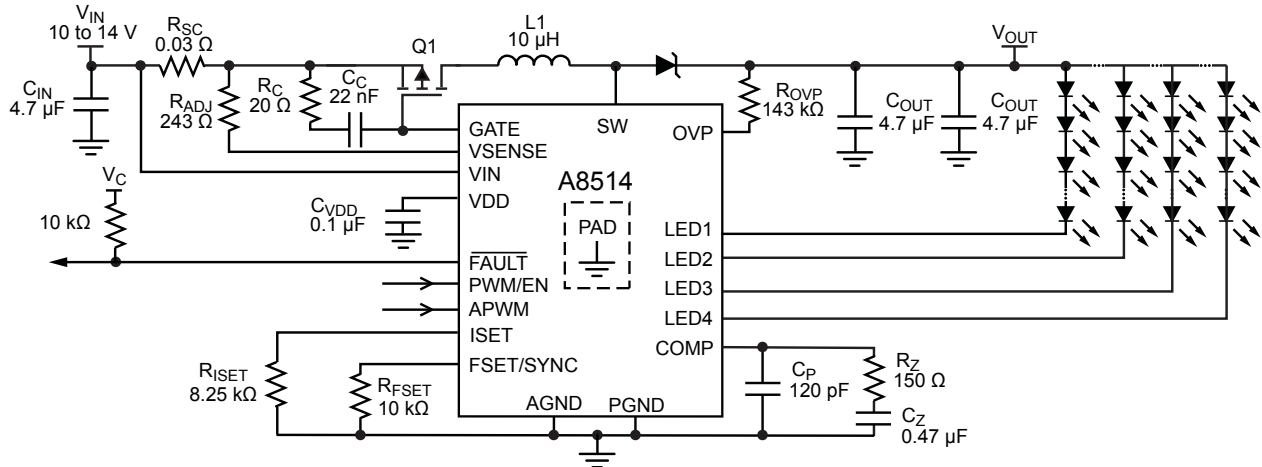 VIN
10 to 14 V
RSC
0.03 Ω
Q1
L1
10 µH
VOUT
CIN
4.7 µF
RADJ
243 Ω
RC
20 Ω
CC
22 nF
ROVP
143 kΩ
COUT
4.7 µF
COUT
4.7 µF
GATE
VSENSE
VIN
VDD
SW
OVP
A8514
PAD
VC
10 kΩ
CVDD
0.1 µF
FAULT
PWM/EN
APWM
ISET
FSET/SYNC
LED1
LED2
LED3
LED4
COMP
AGND
PGND
RISET
8.25 kΩ
RFSET
10 kΩ
CP
120 pF
RZ
150 Ω
CZ
0.47 µF